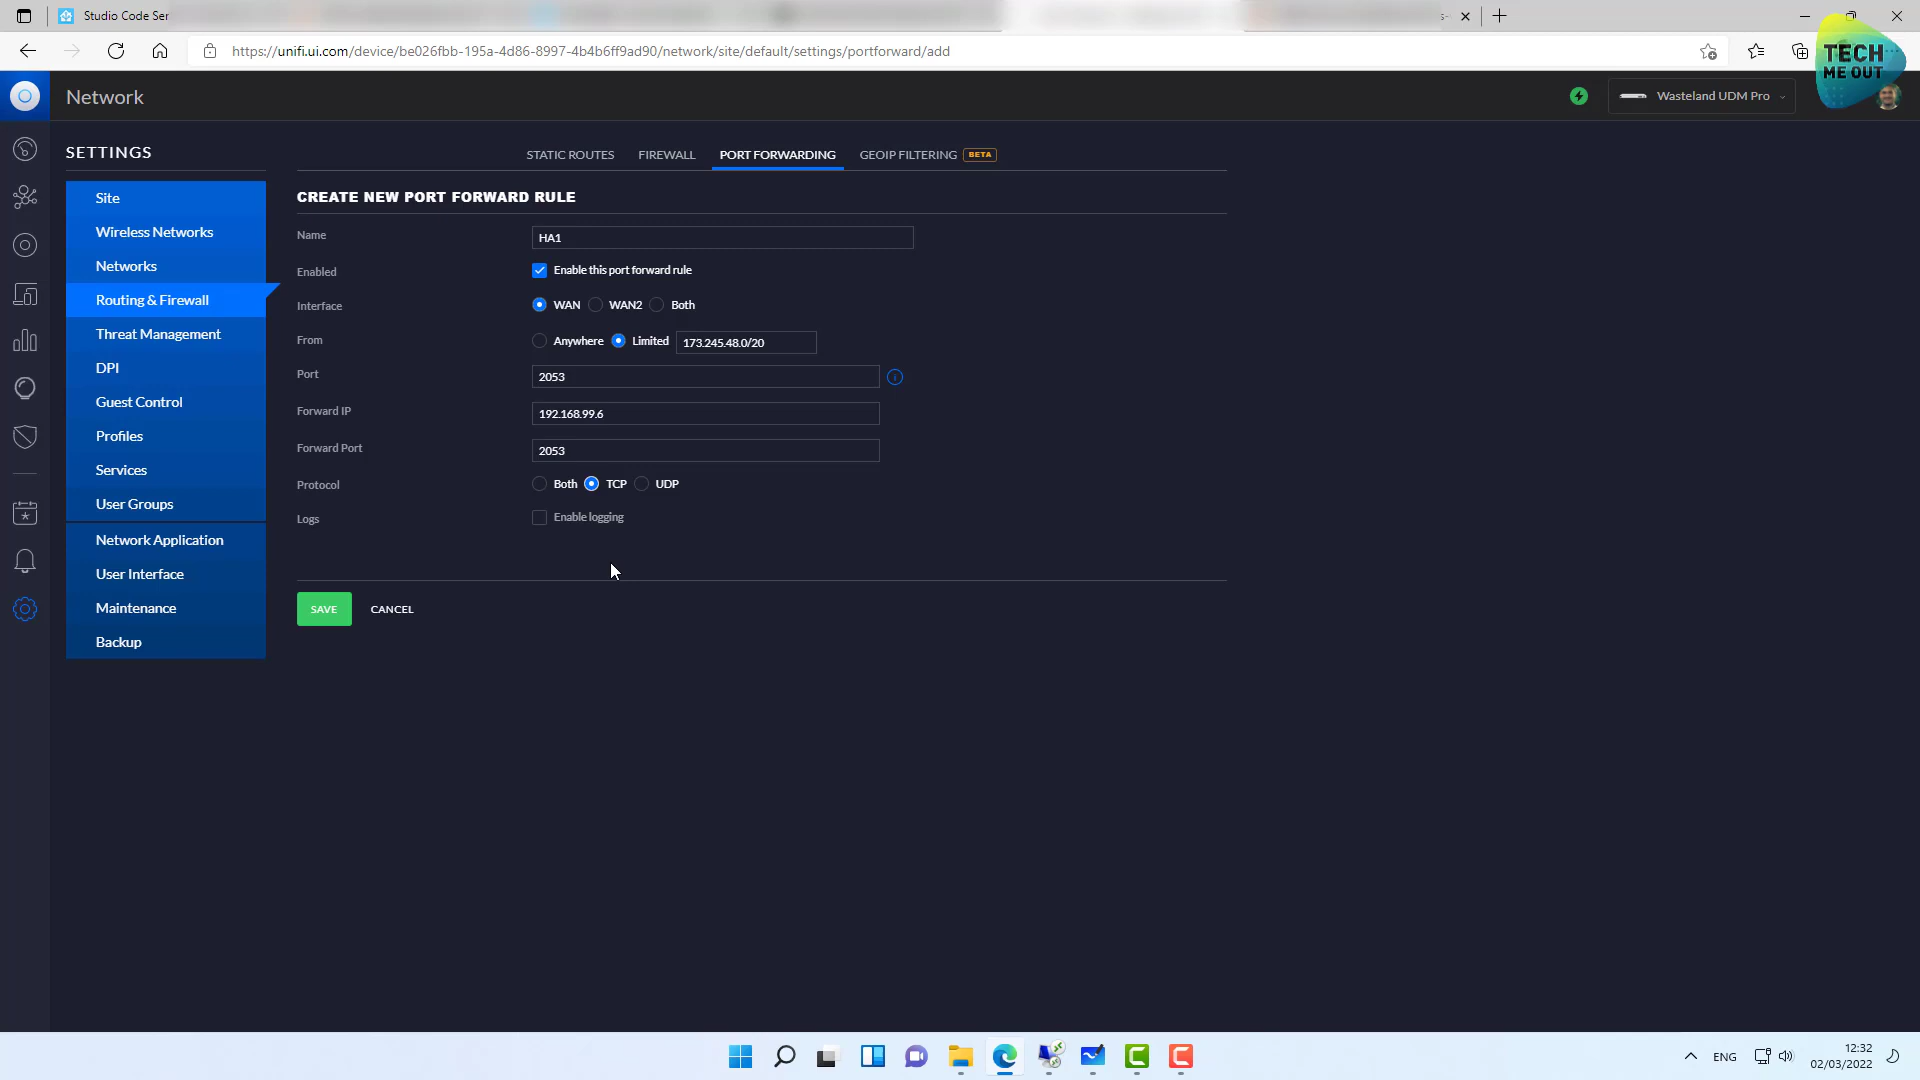 Studio Code Ser
https://unifi.ui.com/device/be026fbb-195a-4d86-8997-4b4b6ff9ad90/network/site/default/settings/portforward/add
TECH
ME OUT
Network
Wasteland UDM Pro
SETTINGS
STATIC ROUTES FIREWALL PORT FORWARDING GEOIP FILTERING BETA
Site
Wireless Networks
Networks
Routing & Firewall
Threat Management
DPI
Guest Control
Profiles
Services
User Groups
Network Application
User Interface
Maintenance
Backup
CREATE NEW PORT FORWARD RULE
Name HA1
Enabled Enable this port forward rule
Interface WAN WAN2 Both
From Anywhere Limited 173.245.48.0/20
Port 2053
Forward IP 192.168.99.6
Forward Port 2053
Protocol Both TCP UDP
Logs Enable logging
SAVE CANCEL
ENG
12:32
02/03/2022